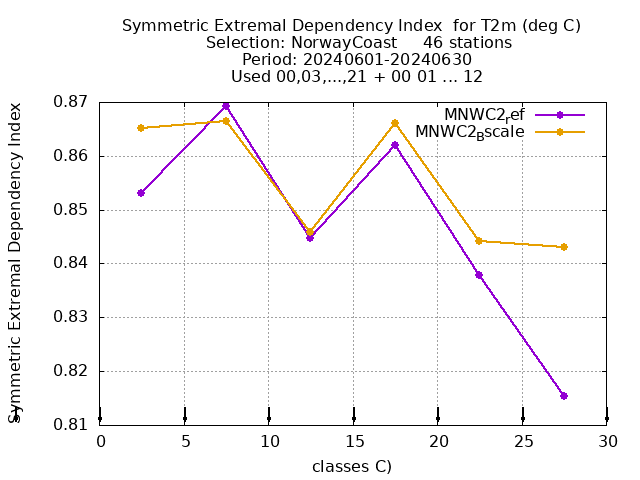 Symmetric Extremal Dependency Index  for T2m (deg C)
Selection: NorwayCoast     46 stations
Period: 20240601-20240630
Used 00,03,...,21 + 00 01 ... 12
Symmetric Extremal Dependency Index
MNWC2ref
MNWC2Bscale
0.87
0.86
0.85
0.84
0.83
0.82
0.81
0 5 10 15 20 25 30
classes C)